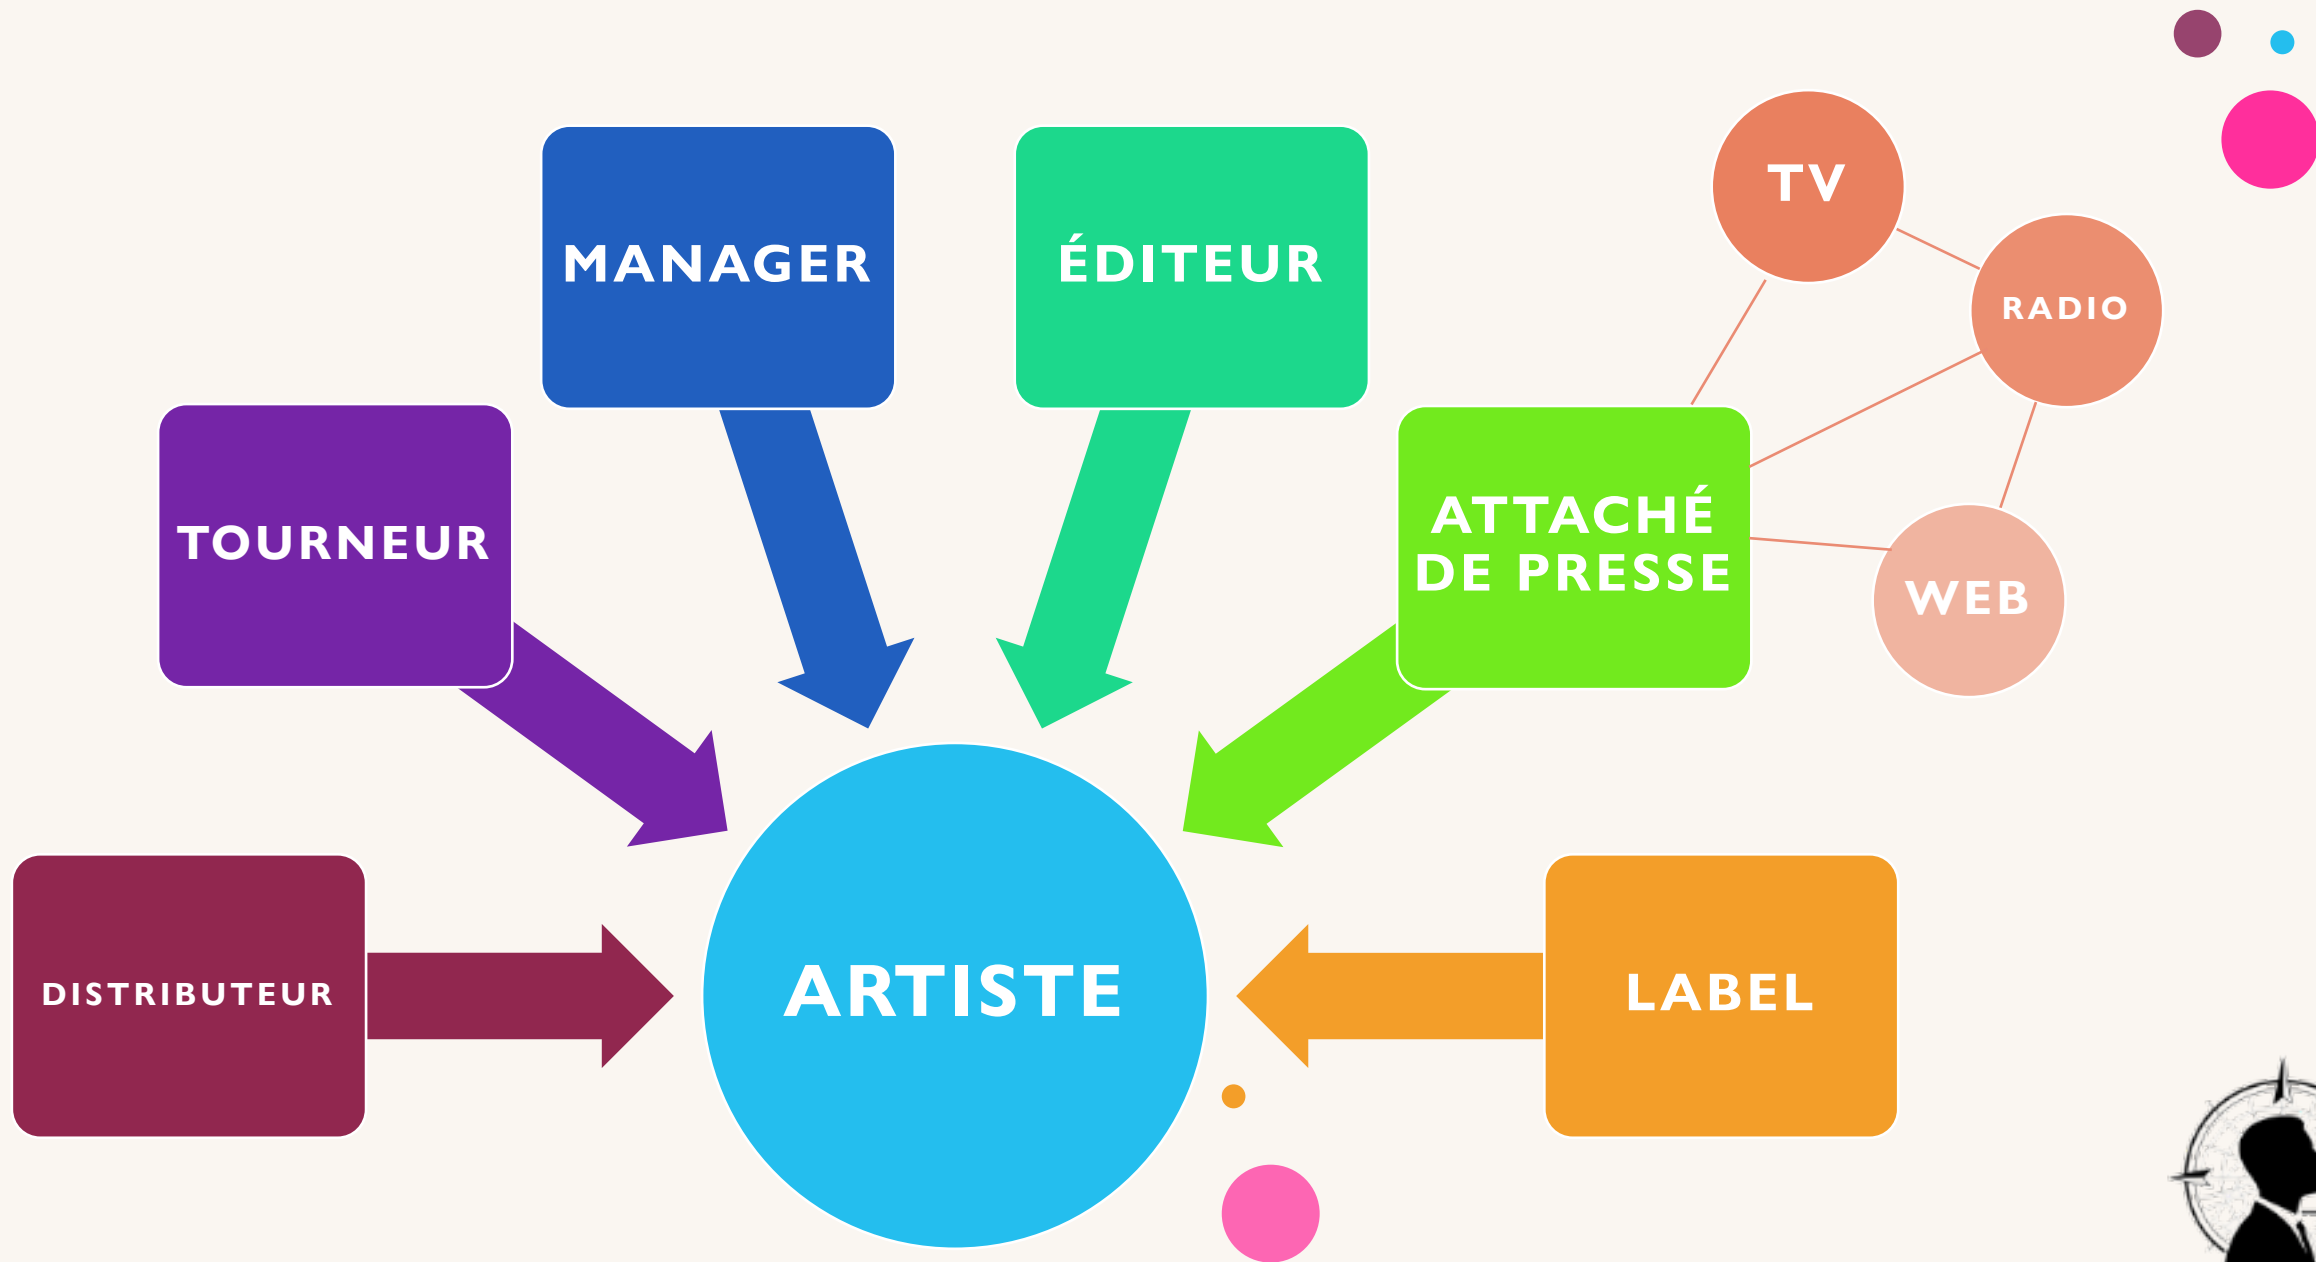 TV
MANAGER
ÉDITEUR
RADIO
TOURNEUR
ATTACHÉ
DE PRESSE
WEB
DISTRIBUTEUR
ARTISTE
LABEL